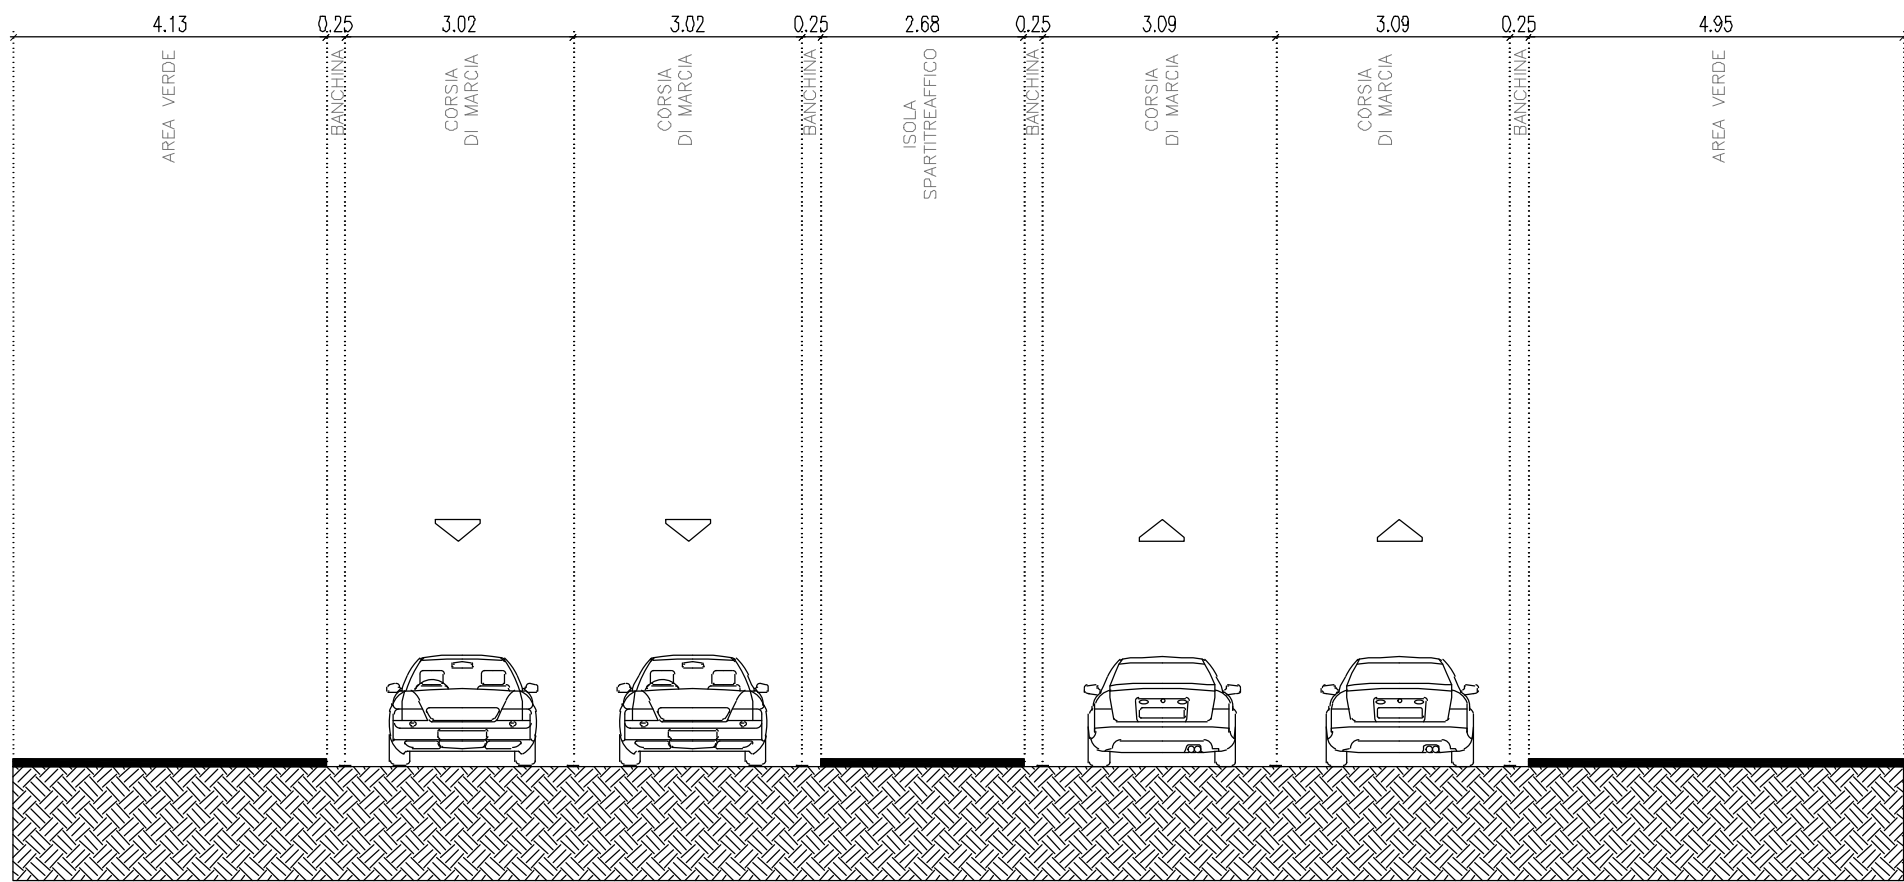 4.13
0.25
3.02
3.02
0.25
2.68
0.25
3.09
3.09
0.25
4.95
AREA VERDE
BANCHINA
CORSIA
DI MARCIA
CORSIA
DI MARCIA
BANCHINA
ISOLA
SPARTITREAFFICO
BANCHINA
CORSIA
DI MARCIA
CORSIA
DI MARCIA
BANCHINA
AREA VERDE